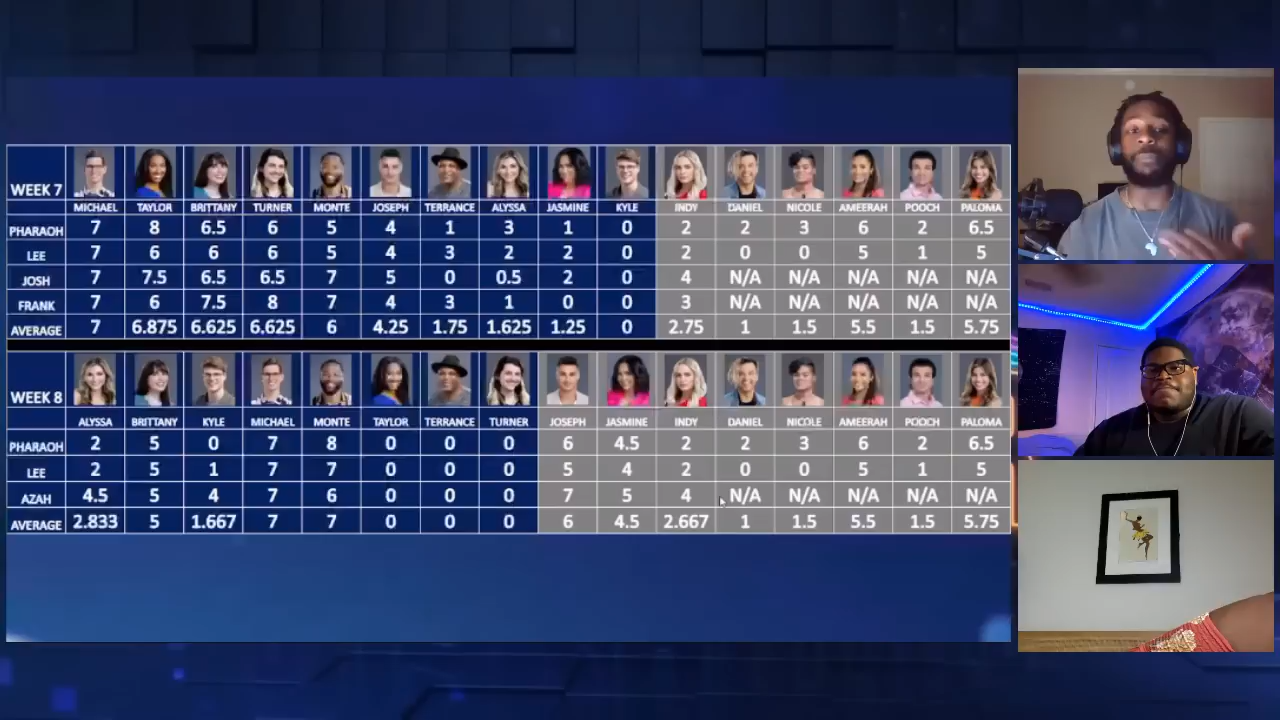 WEEK 7 MICHAEL TAYLOR BRITTANY TURNER MONTE JOSEPH TERRANCE ALYSSA JASMINE KYLE INDY DANIEL NICOLE AMEERAH POOCH PALOMA
PHARAOH 7 8 6.5 6 5 4 1 3 1 0 2 2 3 6 2 6.5
LEE 7 6 6 6 5 4 3 2 2 0 2 0 0 5 1 5
JOSH 7 7.5 6.5 6.5 7 5 0 0.5 2 0 4 N/A N/A N/A N/A N/A
FRANK 7 6 7.5 8 7 4 3 1 0 0 3 N/A N/A N/A N/A N/A
AVERAGE 7 6.875 6.625 6.625 6 4.25 1.75 1.625 1.25 0 2.75 1 1.5 5.5 1.5 5.75
WEEK 8 ALYSSA BRITTANY KYLE MICHAEL MONTE TAYLOR TERRANCE TURNER JOSEPH JASMINE INDY DANIEL NICOLE AMEERAH POOCH PALOMA
PHARAOH 2 5 0 7 8 0 0 0 6 4.5 2 2 3 6 2 6.5
LEE 2 5 1 7 7 0 0 0 5 4 2 0 0 5 1 5
AZAH 4.5 5 4 7 6 0 0 0 7 5 4 N/A N/A N/A N/A N/A
AVERAGE 2.833 5 1.667 7 7 0 0 0 6 4.5 2.667 1 1.5 5.5 1.5 5.75